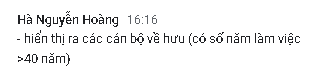 Hà Nguyễn Hoàng 16:16
- hiển thị ra các cán bộ về hưu (có số năm làm việc
>40 năm)